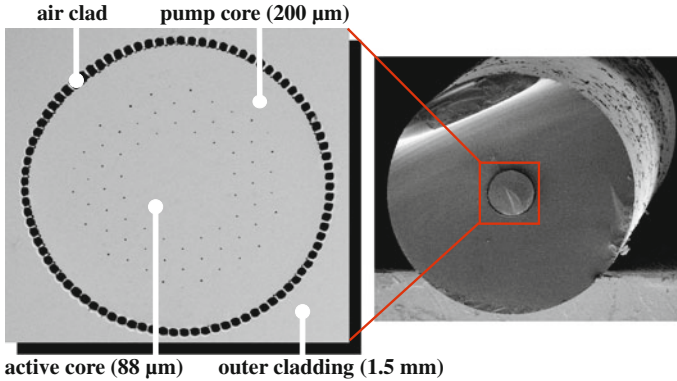 air clad
pump core (200 µm)
active core (88 µm)
outer cladding (1.5 mm)